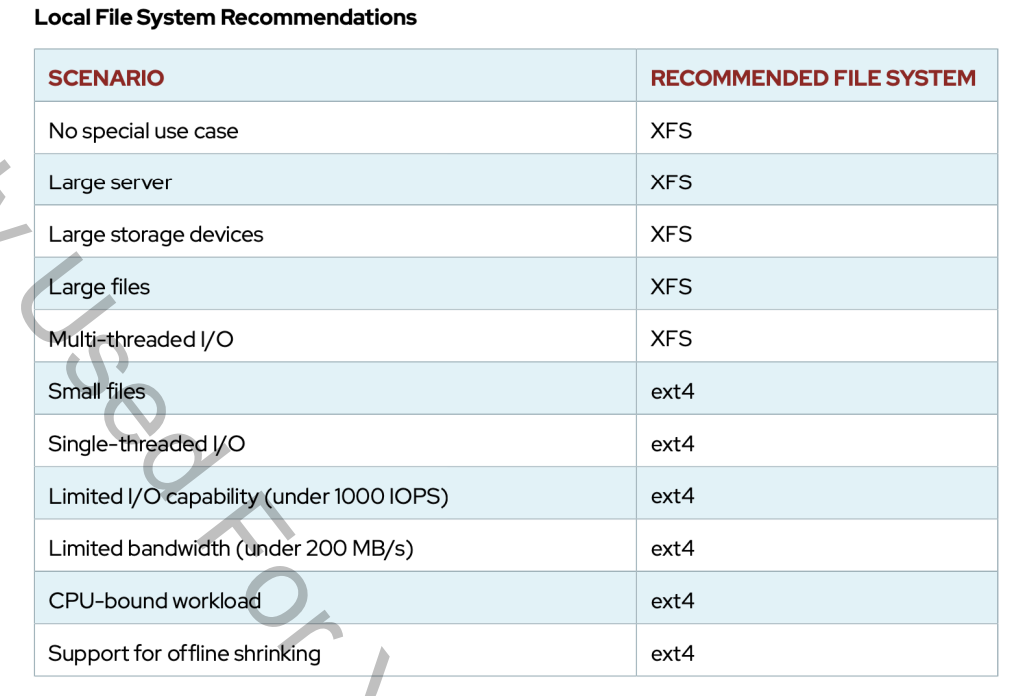 Local File System Recommendations
SCENARIO RECOMMENDED FILE SYSTEM
No special use case XFS
Large server XFS
Large storage devices XFS
Large files XFS
Multi-threaded I/O XFS
Small files ext4
Single-threaded I/O ext4
Limited I/O capability (under 1000 IOPS) ext4
Limited bandwidth (under 200 MB/s) ext4
CPU-bound workload ext4
Support for offline shrinking ext4
Used For